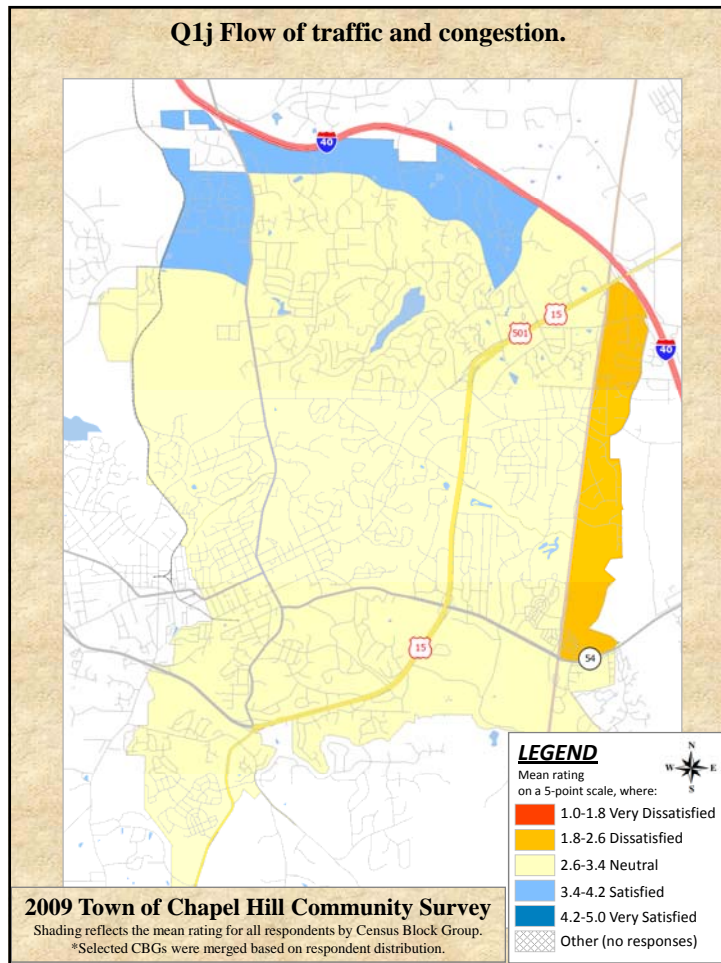 Q1j Flow of traffic and congestion.
40
15
501
40
15
54
LEGEND
Mean rating
on a 5-point scale, where:
N
W E
S
1.0-1.8 Very Dissatisfied
1.8-2.6 Dissatisfied
2.6-3.4 Neutral
3.4-4.2 Satisfied
4.2-5.0 Very Satisfied
Other (no responses)
2009 Town of Chapel Hill Community Survey
Shading reflects the mean rating for all respondents by Census Block Group.
*Selected CBGs were merged based on respondent distribution.